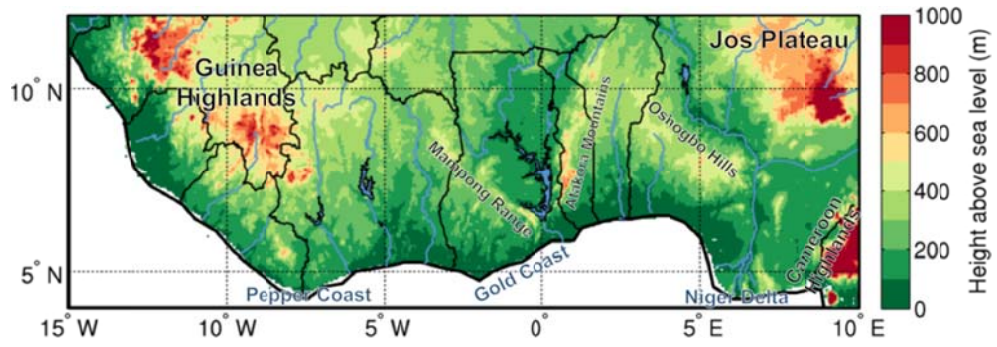 Jos Plateau
Guinea
Highlands
Mampong Range
Atakora Mountains
Oshogbo Hills
Cameroon
Highlands
Pepper Coast
Gold Coast
Niger Delta
10°
5°N
15°W
10°W
5°W
0°
5°E
10°E
1000
800
600
400
200
0
Height above sea level (m)